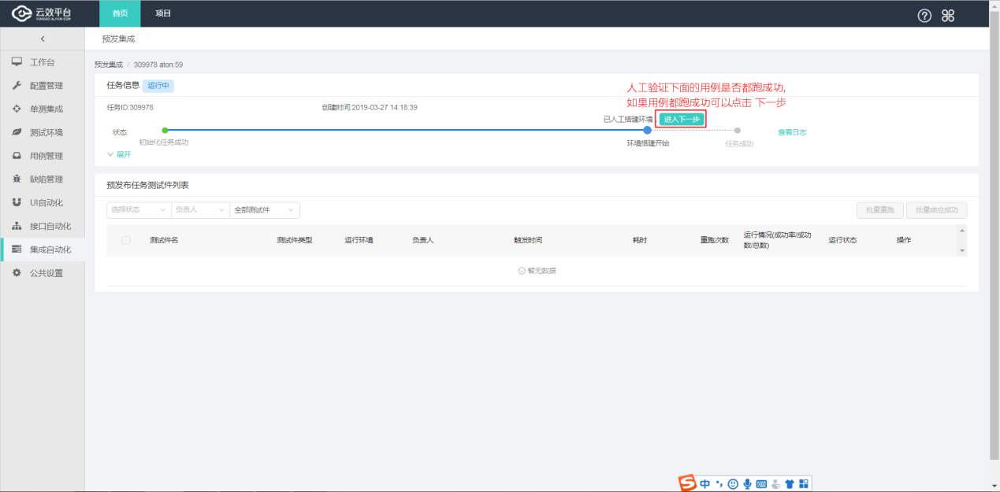 云效平台
YUNXIAO.ALIYUN.COM
首页
项目
预发集成
工作台
配置管理
单测集成
测试环境
用例管理
缺陷管理
UI自动化
接口自动化
集成自动化
公共设置
预发集成 / 309978 aton:59
任务信息 运行中
人工验证下面的用例是否都跑成功,
如果用例都跑成功可以点击 下一步
任务ID:309978
创建时间:2019-03-27 14:18:39
已人工搭建环境,
进入下一步
状态:
查看日志
初始化任务成功
环境搭建开始
任务成功
展开
预发布任务测试件列表
选择状态
负责人
全部测试件
批量重跑
批量响应成功
测试件名
测试件类型
运行环境
负责人
触发时间
耗时
重跑次数
运行情况(成功率/成功
数/总数)
运行状态
操作
暂无数据
中